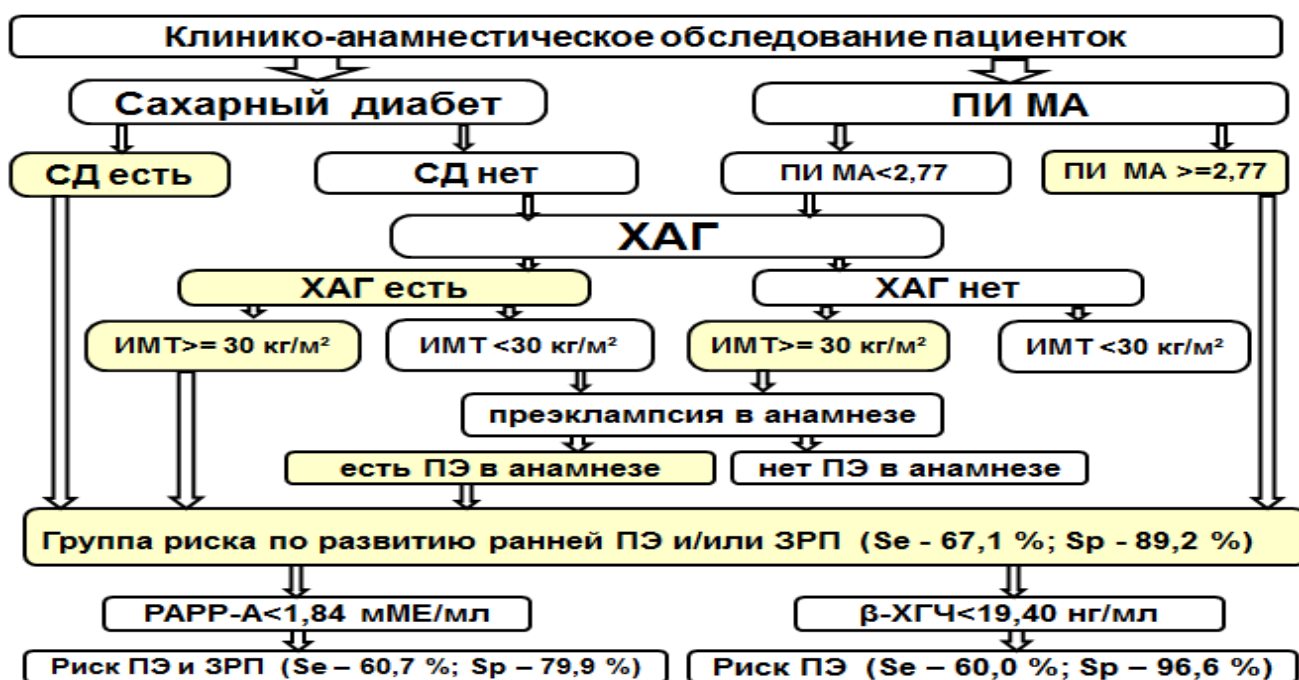 Клинико-анамнестическое обследование пациенток
Сахарный диабет
ПИ МА
СД есть
СД нет
ПИ МА<2,77
ПИ МА >=2,77
ХАГ
ХАГ есть
ХАГ нет
ИМТ>= 30 кг/м²
ИМТ <30 кг/м²
ИМТ>= 30 кг/м²
ИМТ <30 кг/м²
преэклампсия в анамнезе
есть ПЭ в анамнезе
нет ПЭ в анамнезе
Группа риска по развитию ранней ПЭ и/или ЗРП (Se - 67,1 %; Sp - 89,2 %)
РАРР-А<1,84 мМЕ/мл
β-ХГЧ<19,40 нг/мл
Риск ПЭ и ЗРП (Se – 60,7 %; Sp – 79,9 %)
Риск ПЭ (Se – 60,0 %; Sp – 96,6 %)